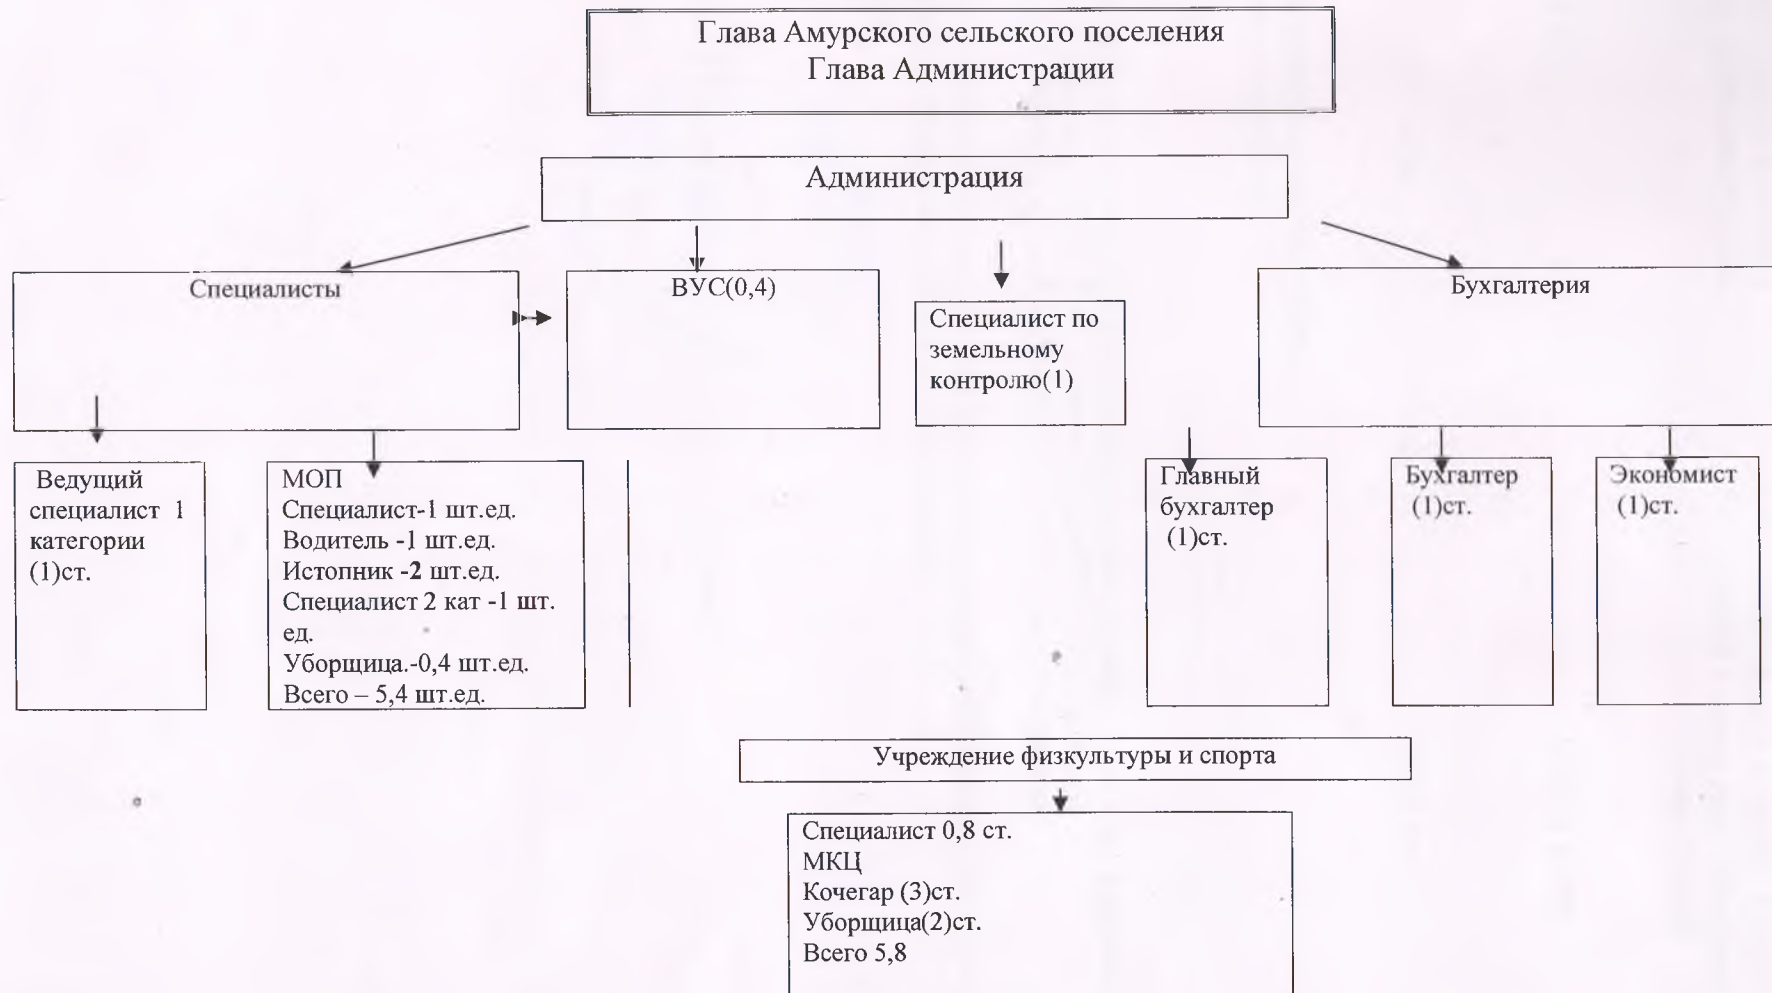 Глава Амурского сельского поселения
Глава Администрации
Администрация
Специалисты
ВУС(0,4)
Специалист по
земельному
контролю(1)
Бухгалтерия
Ведущий
специалист 1
категории
(1)ст.
МОП
Специалист-1 шт.ед.
Водитель -1 шт.ед.
Истопник -2 шт.ед.
Специалист 2 кат -1 шт.
ед.
Уборщица.-0,4 шт.ед.
Всего – 5,4 шт.ед.
Главный
бухгалтер
(1)ст.
Бухгалтер
(1)ст.
Экономист
(1)ст.
Учреждение физкультуры и спорта
Специалист 0,8 ст.
МКЦ
Кочегар (3)ст.
Уборщица(2)ст.
Всего 5,8